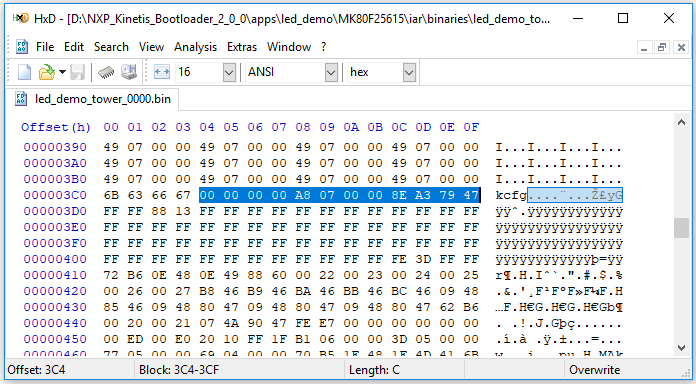 HxD - [D:\NXP_Kinetis_Bootloader_2_0_0\apps\led_demo\MK80F25615\iar\binaries\led_demo_to...
File Edit Search View Analysis Extras Window ?
16 ANSI hex
led_demo_tower_0000.bin
Offset(h) 00 01 02 03 04 05 06 07 08 09 0A 0B 0C 0D 0E 0F
00000390 49 07 00 00 49 07 00 00 49 07 00 00 49 07 00 00 I...I...I...I...
000003A0 49 07 00 00 49 07 00 00 49 07 00 00 49 07 00 00 I...I...I...I...
000003B0 49 07 00 00 49 07 00 00 49 07 00 00 49 07 00 00 I...I...I...I...
000003C0 6B 63 66 67 00 00 00 00 A8 07 00 00 8E A3 79 47 kcfg....¨...Ž£yG
000003D0 FF FF 88 13 FF FF FF FF FF FF FF FF FF FF FF FF ÿÿˆ.ÿÿÿÿÿÿÿÿÿÿÿÿ
000003E0 FF FF FF FF FF FF FF FF FF FF FF FF FF FF FF FF ÿÿÿÿÿÿÿÿÿÿÿÿÿÿÿÿ
000003F0 FF FF FF FF FF FF FF FF FF FF FF FF FF FF FF FF ÿÿÿÿÿÿÿÿÿÿÿÿÿÿÿÿ
00000400 FF FF FF FF FF FF FF FF FF FF FF FF FE 3D FF FF ÿÿÿÿÿÿÿÿÿÿÿÿþ=ÿÿ
00000410 72 B6 0E 48 0E 49 88 60 00 22 00 23 00 24 00 25 r¶.H.Iˆ`.".#.$.%
00000420 00 26 00 27 B8 46 B9 46 BA 46 BB 46 BC 46 09 48 .&.'¸F¹FºF»F¼F.H
00000430 85 46 09 48 80 47 09 48 80 47 09 48 80 47 62 B6 …F.H€G.H€G.H€Gb¶
00000440 00 20 00 21 07 4A 90 47 FE E7 00 00 00 00 00 00 . .!.J.Gþç......
00000450 00 ED 00 E0 20 10 FF 1F B1 06 00 00 3D 05 00 00 .í.à .ÿ.±...=...
00000460 77 05 00 00 69 04 00 00 70 B5 1E 48 1E 4D 41 6B w...i...pµ.H.MAk
Offset: 3C4 Block: 3C4-3CF Length: C Overwrite